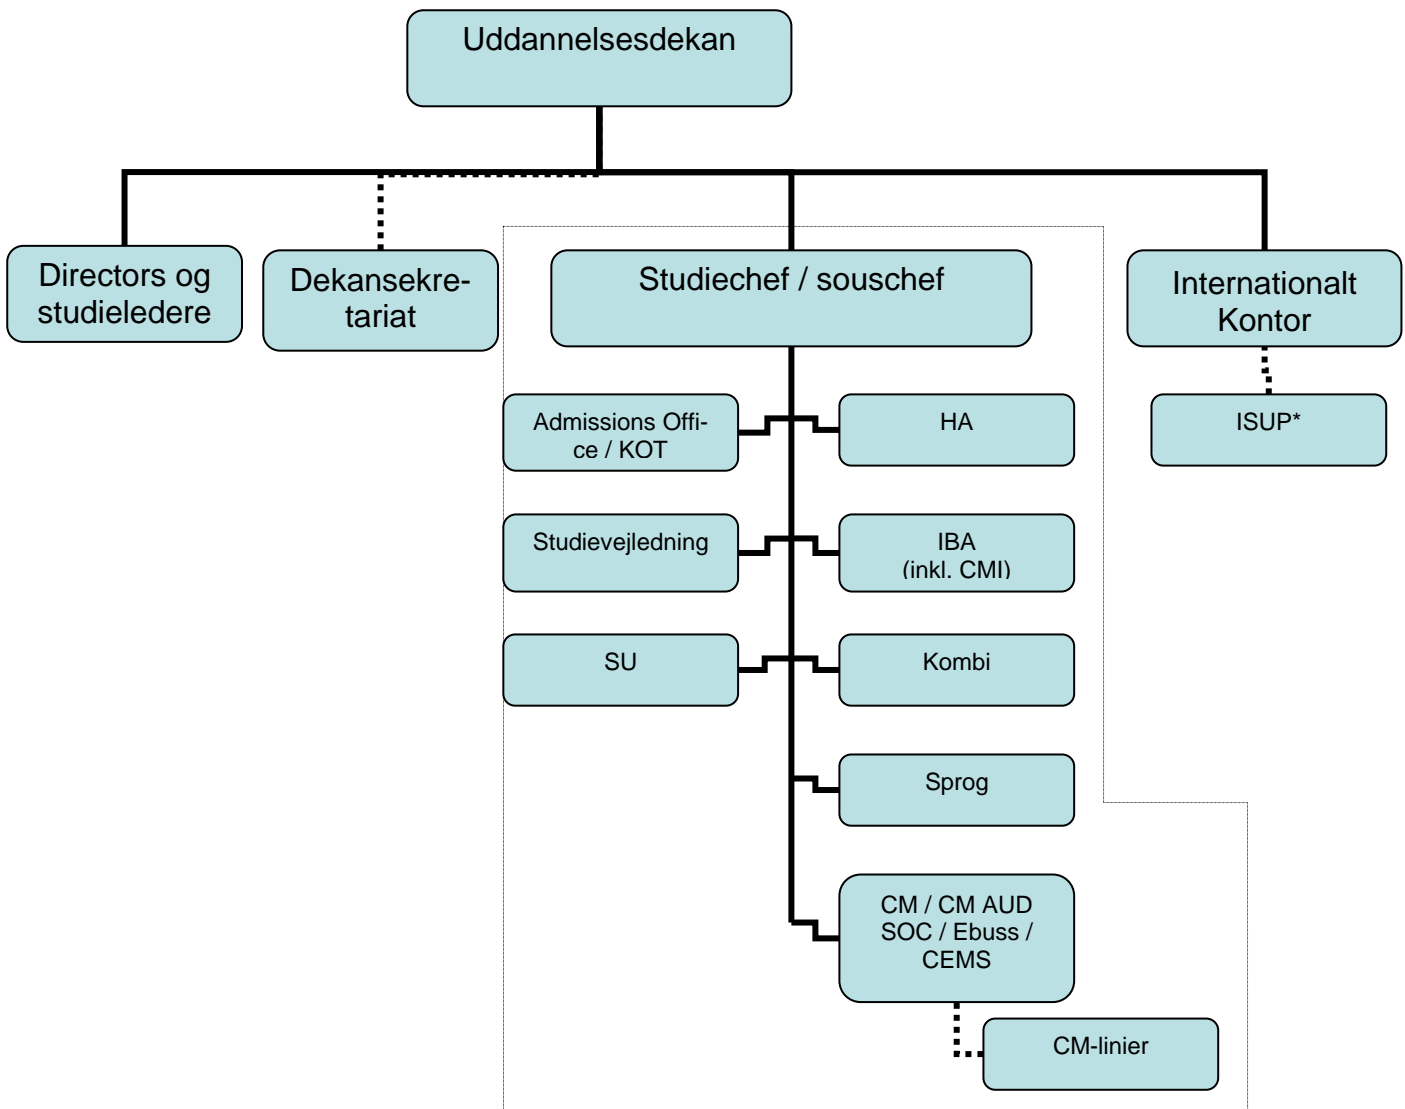 Uddannelsesdekan
Directors og
studieledere
Dekansekre-
tariat
Studiechef / souschef
Internationalt
Kontor
Admissions Offi-
ce / KOT
HA
ISUP*
Studievejledning
IBA
(inkl. CMI)
SU
Kombi
Sprog
CM / CM AUD
SOC / Ebuss /
CEMS
CM-linier